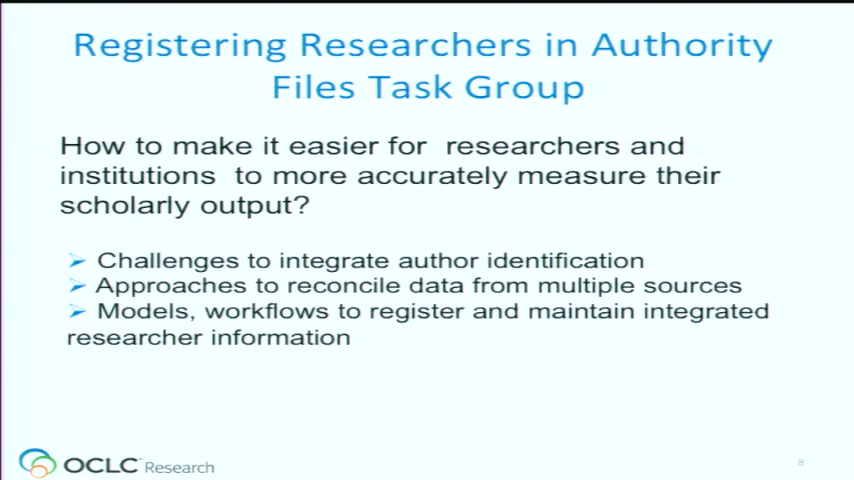 Registering Researchers in Authority
Files Task Group
How to make it easier for researchers and
institutions to more accurately measure their
scholarly output?
➢ Challenges to integrate author identification
➢ Approaches to reconcile data from multiple sources
➢ Models, workflows to register and maintain integrated
researcher information
OCLC Research
8